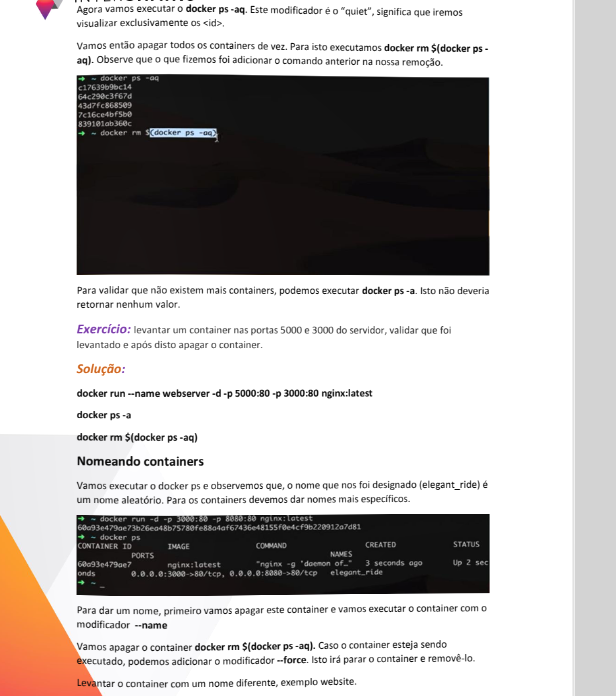 Agora vamos executar o docker ps -aq. Este modificador é o "quiet", significa que iremos
visualizar exclusivamente os <id>.
Vamos então apagar todos os containers de vez. Para isto executamos docker rm $(docker ps -
aq). Observe que o que fizemos foi adicionar o comando anterior na nossa remoção.
➜ ~ docker ps -aq
c17639b9bc14
64c290c3f67d
43d7fc868509
7c16ce4bf5b0
839101ab360c
➜ ~ docker rm $(docker ps -aq)
Para validar que não existem mais containers, podemos executar docker ps -a. Isto não deveria
retornar nenhum valor.
Exercício: levantar um container nas portas 5000 e 3000 do servidor, validar que foi
levantado e após disto apagar o container.
Solução:
docker run --name webserver -d -p 5000:80 -p 3000:80 nginx:latest
docker ps -a
docker rm $(docker ps -aq)
Nomeando containers
Vamos executar o docker ps e observemos que, o nome que nos foi designado (elegant_ride) é
um nome aleatório. Para os containers devemos dar nomes mais específicos.
➜ ~ docker run -d -p 3000:80 -p 8080:80 nginx:latest
60a93e479ae73b26ea48b75780fe88a4af67436e48155f0e4cf9b220912a7d81
➜ ~ docker ps
CONTAINER ID IMAGE COMMAND CREATED STATUS
PORTS NAMES
60a93e479ae7 nginx:latest "nginx -g 'daemon of…" 3 seconds ago Up 2 sec
onds 0.0.0.0:3000->80/tcp, 0.0.0.0:8080->80/tcp elegant_ride
➜ ~ _
Para dar um nome, primeiro vamos apagar este container e vamos executar o container com o
modificador --name
Vamos apagar o container docker rm $(docker ps -aq). Caso o container esteja sendo
executado, podemos adicionar o modificador --force. Isto irá parar o container e removê-lo.
Levantar o container com um nome diferente, exemplo website.